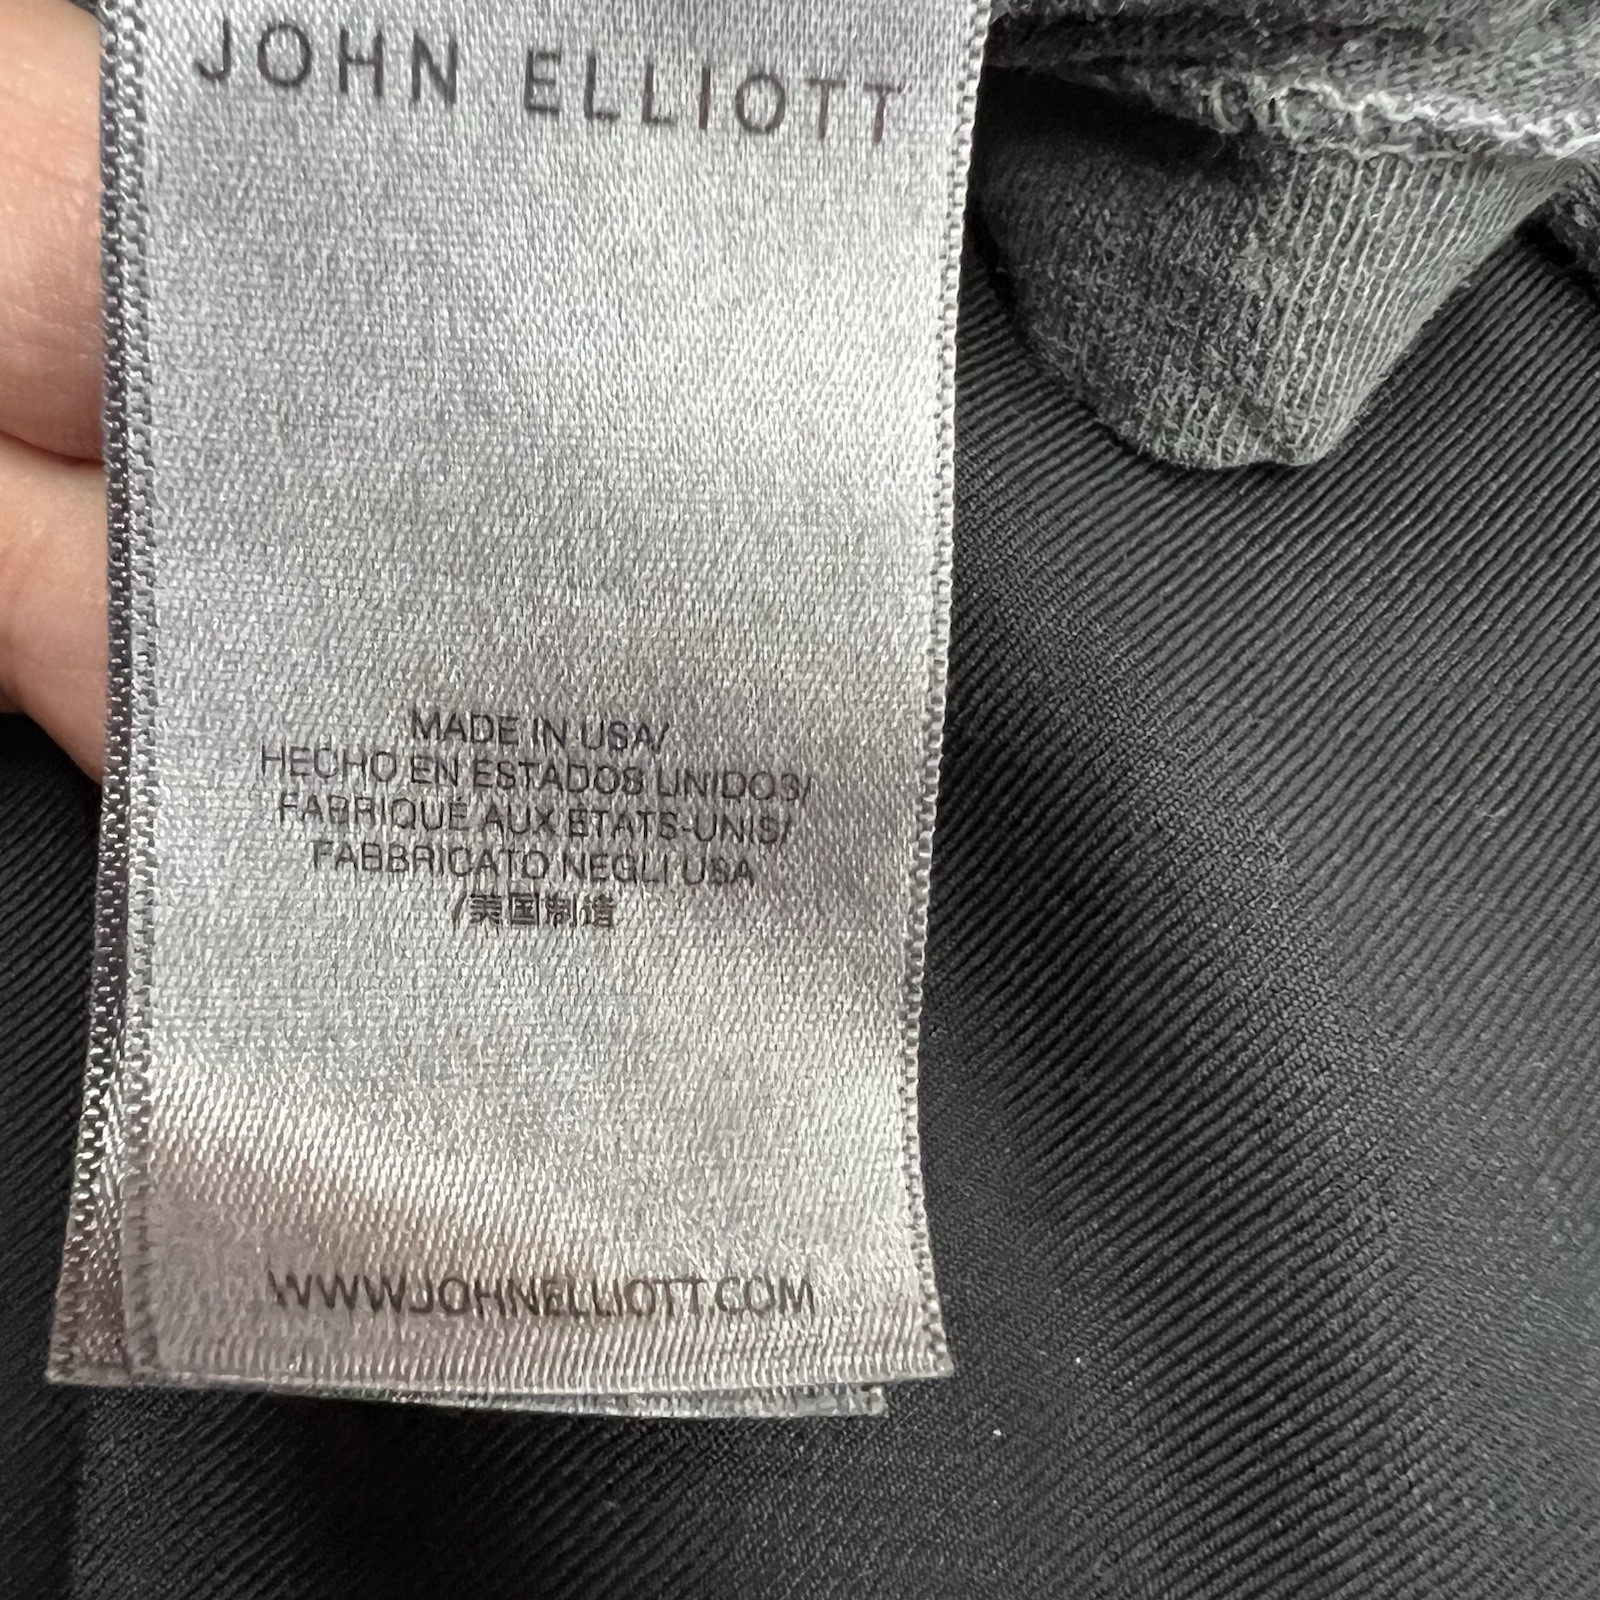 JOHN ELLIOTT
MADE IN USA/
HECHO EN ESTADOS UNIDOS/
FABRIQUÉ AUX ÉTATS-UNIS/
FABBRICATO NEGLI USA
/美国制造
WWW.JOHNELLIOTT.COM